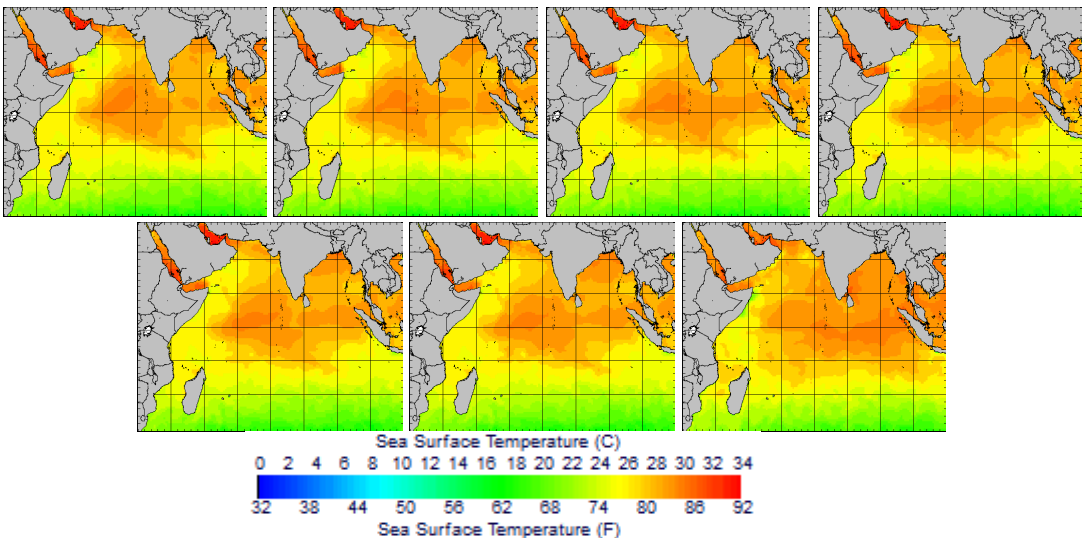 Sea Surface Temperature (C)
0 2 4 6 8 10 12 14 16 18 20 22 24 26 28 30 32 34
32 38 44 50 56 62 68 74 80 86 92
Sea Surface Temperature (F)